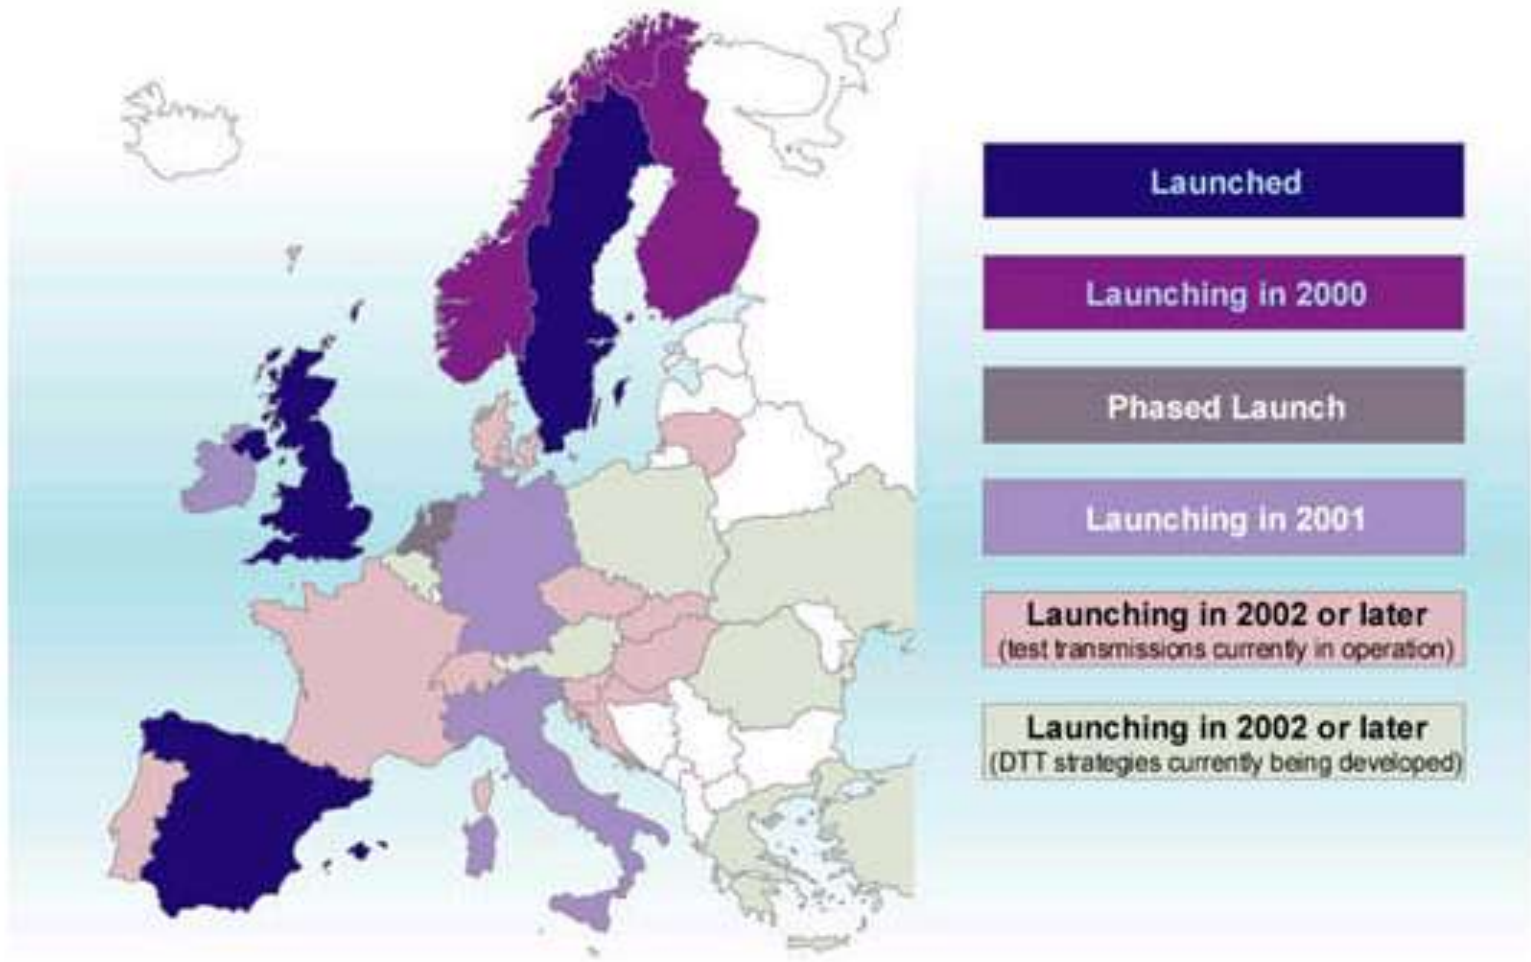 Launched
Launching in 2000
Phased Launch
Launching in 2001
Launching in 2002 or later
(test transmissions currently in operation)
Launching in 2002 or later
(DTT strategies currently being developed)